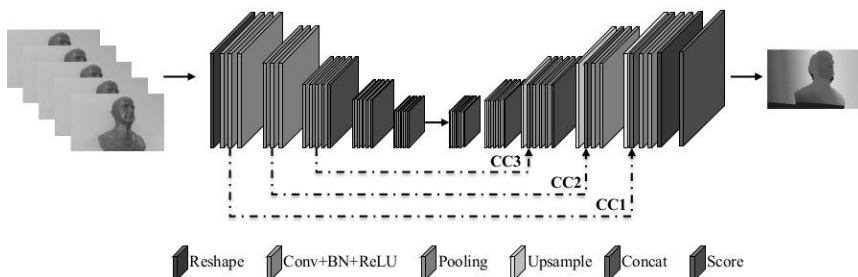 CC3
CC2
CC1
Reshape Conv+BN+ReLU Pooling Upsample Concat Score